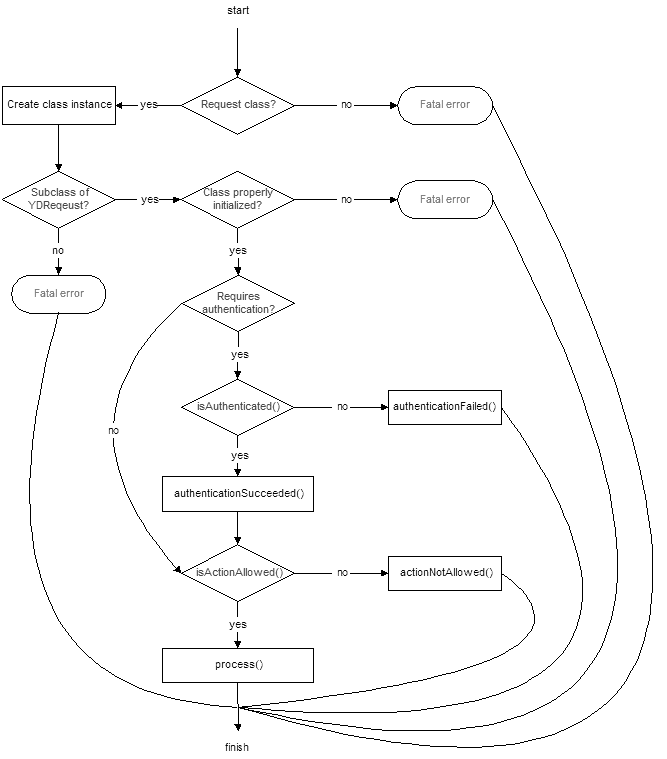 start
Create class instance
yes
Request class?
no
Fatal error
Subclass of
YDReqeust?
yes
Class properly
initialized?
no
Fatal error
no
yes
Fatal error
Requires
authentication?
yes
no
isAuthenticated()
no
authenticationFailed()
yes
authenticationSucceeded()
isActionAllowed()
no
actionNotAllowed()
yes
process()
finish